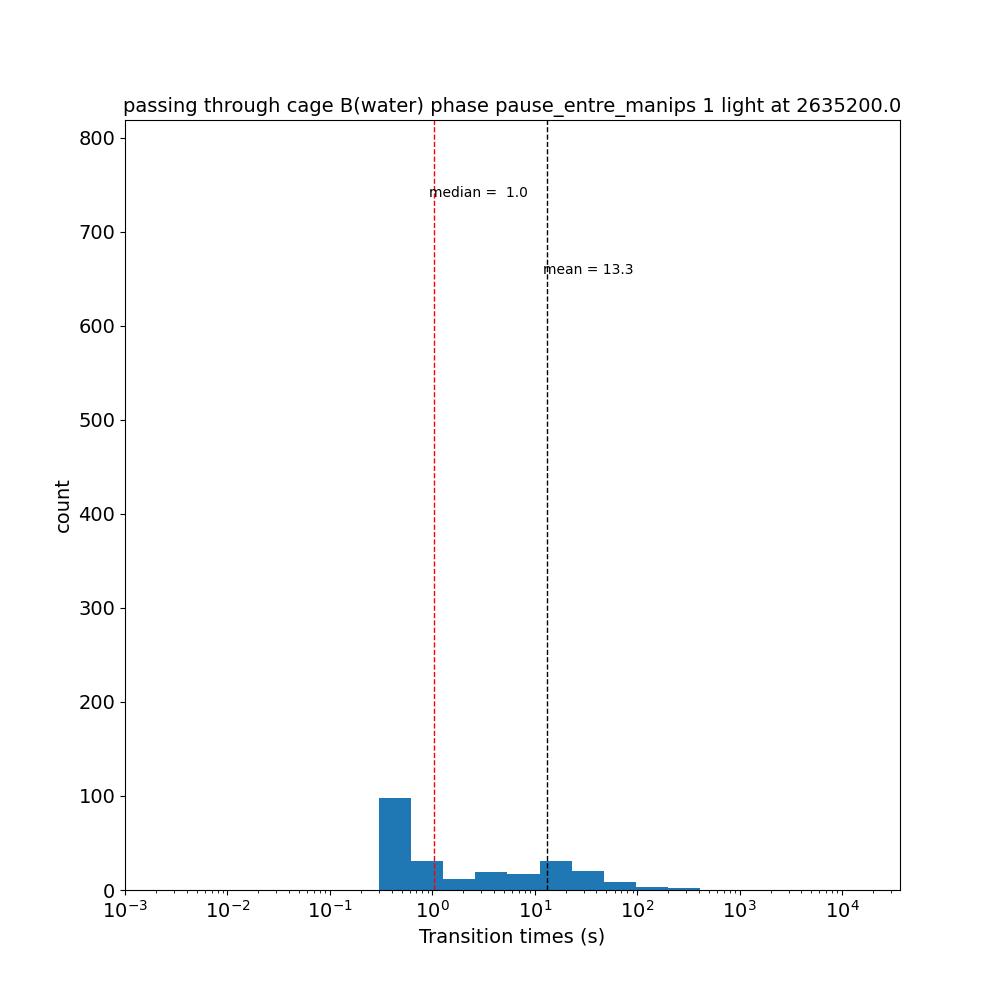 passing through cage B(water) phase pause_entre_manips 1 light at 2635200.0
800
700
600
500
400
300
200
100
0
count
median =  1.0
mean = 13.3
10⁻³ 10⁻² 10⁻¹ 10⁰ 10¹ 10² 10³ 10⁴
Transition times (s)